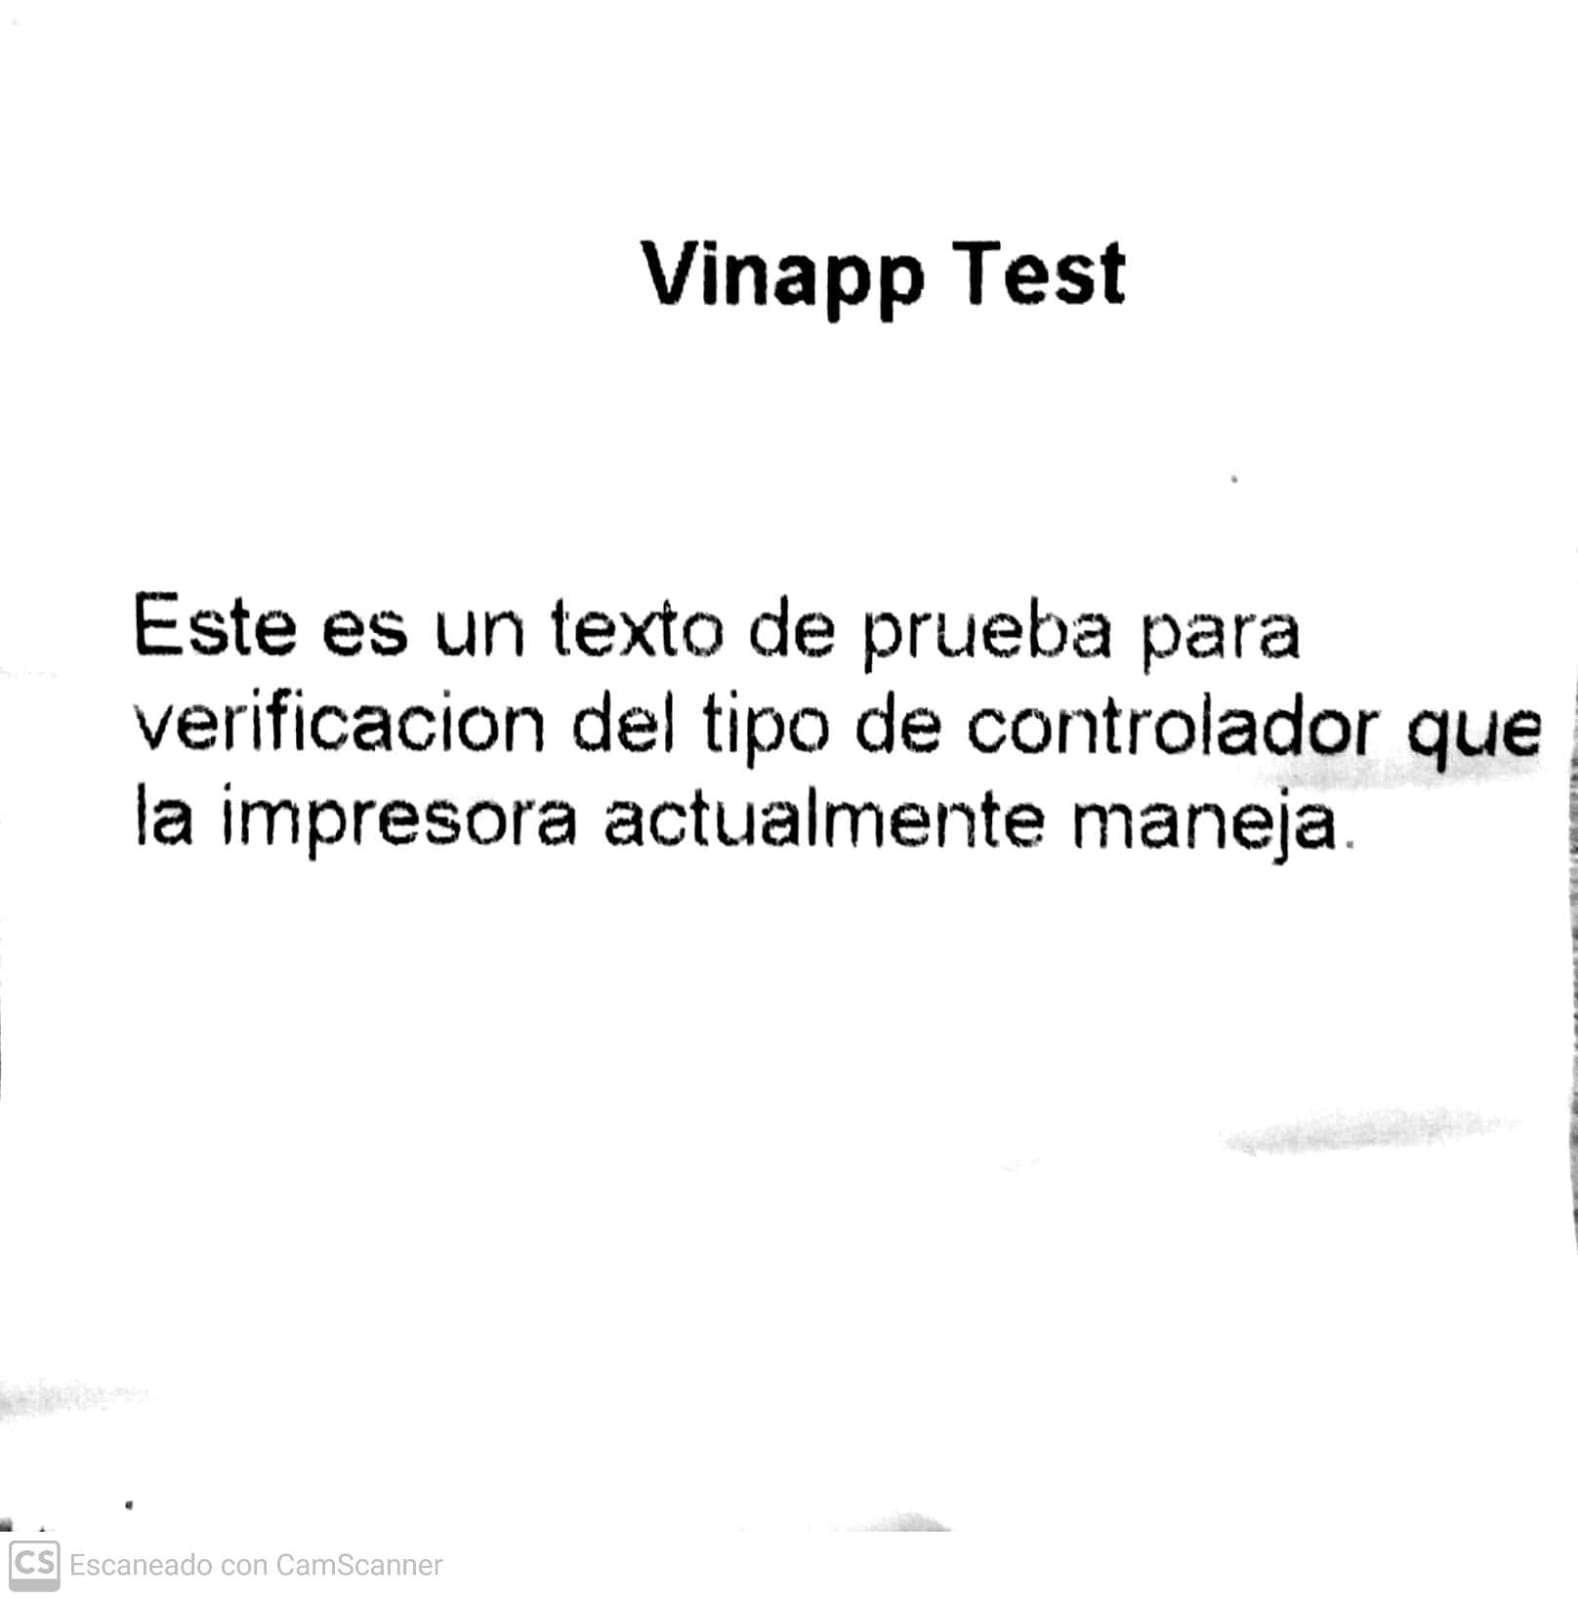 Vinapp Test
Este es un texto de prueba para
verificacion del tipo de controlador que
la impresora actualmente maneja.
CS Escaneado con CamScanner